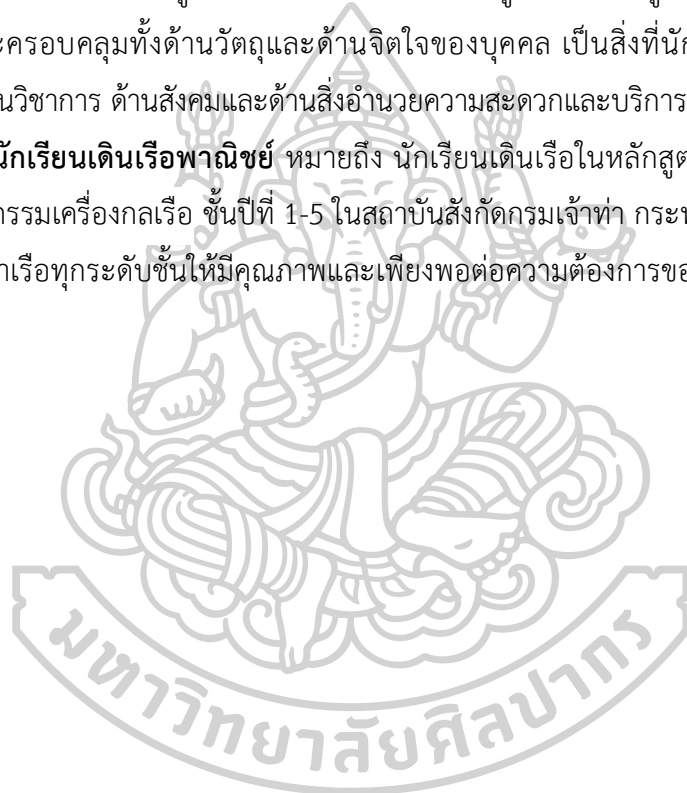 ะครอบคลุมทั้งด้านวัตถุและด้านจิตใจของบุคคล เป็นสิ่งที่นัก
นวิชาการ ด้านสังคมและด้านสิ่งอำนวยความสะดวกและบริการ
นักเรียนเดินเรือพาณิชย์ หมายถึง นักเรียนเดินเรือในหลักสูต
กรรมเครื่องกลเรือ ชั้นปีที่ 1-5 ในสถาบันสังกัดกรมเจ้าท่า กระท
าเรือทุกระดับชั้นให้มีคุณภาพและเพียงพอต่อความต้องการขอ
มหาวิทยาลัยศิลปากร